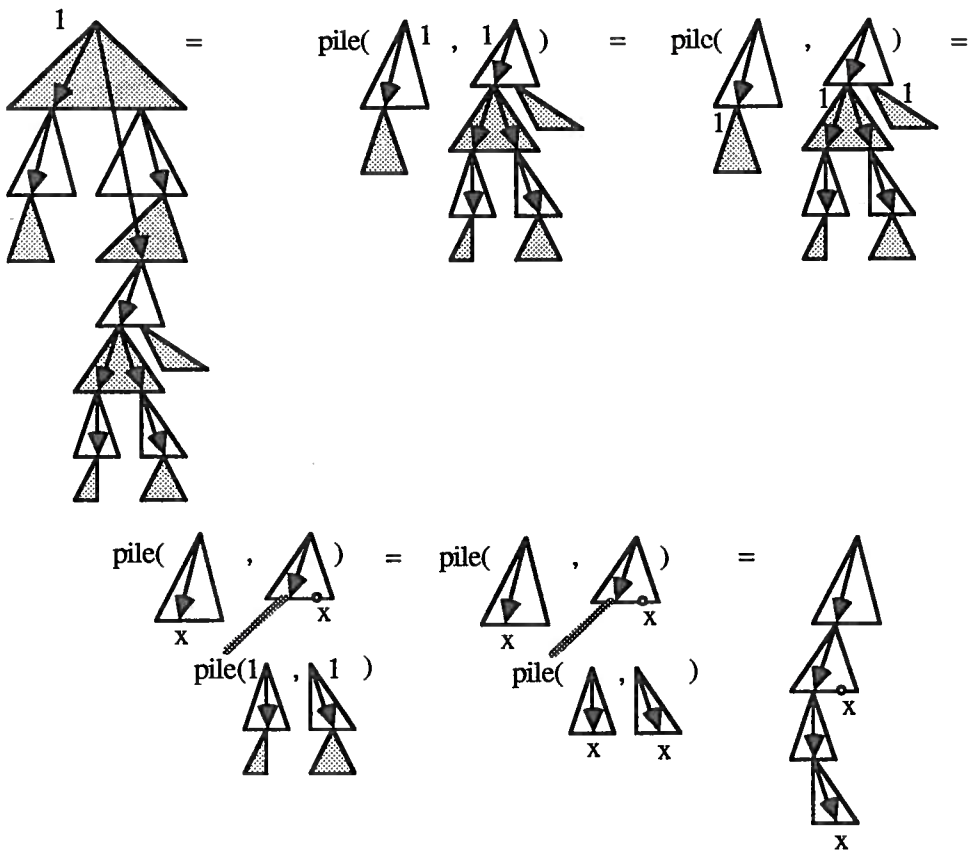 1 = pile( 1 , 1 ) = pilc( , ) =
1 1
1
pile( , ) = pile( , ) =
x x x x
x
pile(1 , 1 ) pile( , )
x x
x